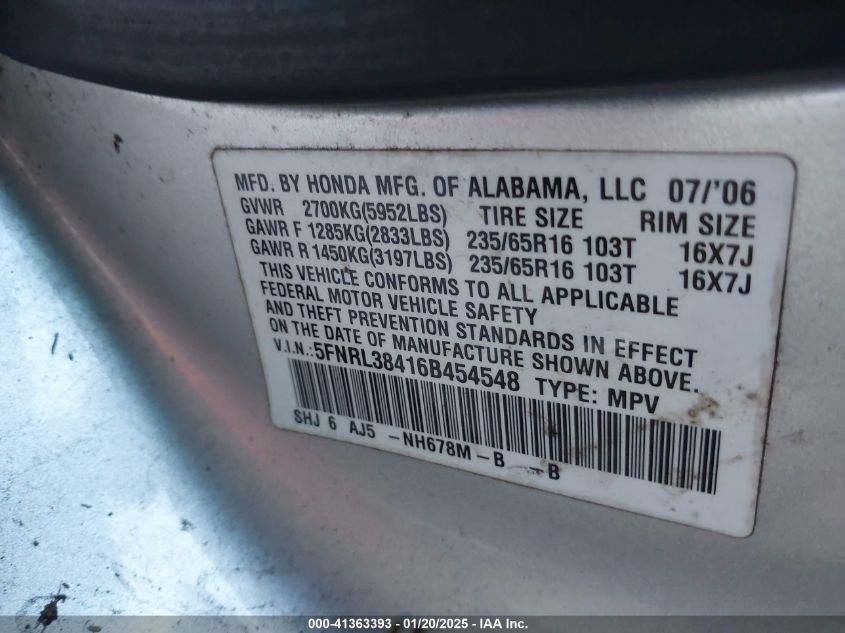 MFD. BY HONDA MFG. OF ALABAMA, LLC 07/'06
GVWR 2700KG(5952LBS) TIRE SIZE RIM SIZE
GAWR F 1285KG(2833LBS) 235/65R16 103T 16X7J
GAWR R 1450KG(3197LBS) 235/65R16 103T 16X7J
THIS VEHICLE CONFORMS TO ALL APPLICABLE
FEDERAL MOTOR VEHICLE SAFETY
AND THEFT PREVENTION STANDARDS IN EFFECT
ON THE DATE OF MANUFACTURE SHOWN ABOVE.
V.I.N.:5FNRL38416B454548 TYPE: MPV
SHJ 6 AJ5 -NH678M-B -B
000-41363393 - 01/20/2025 - IAA Inc.